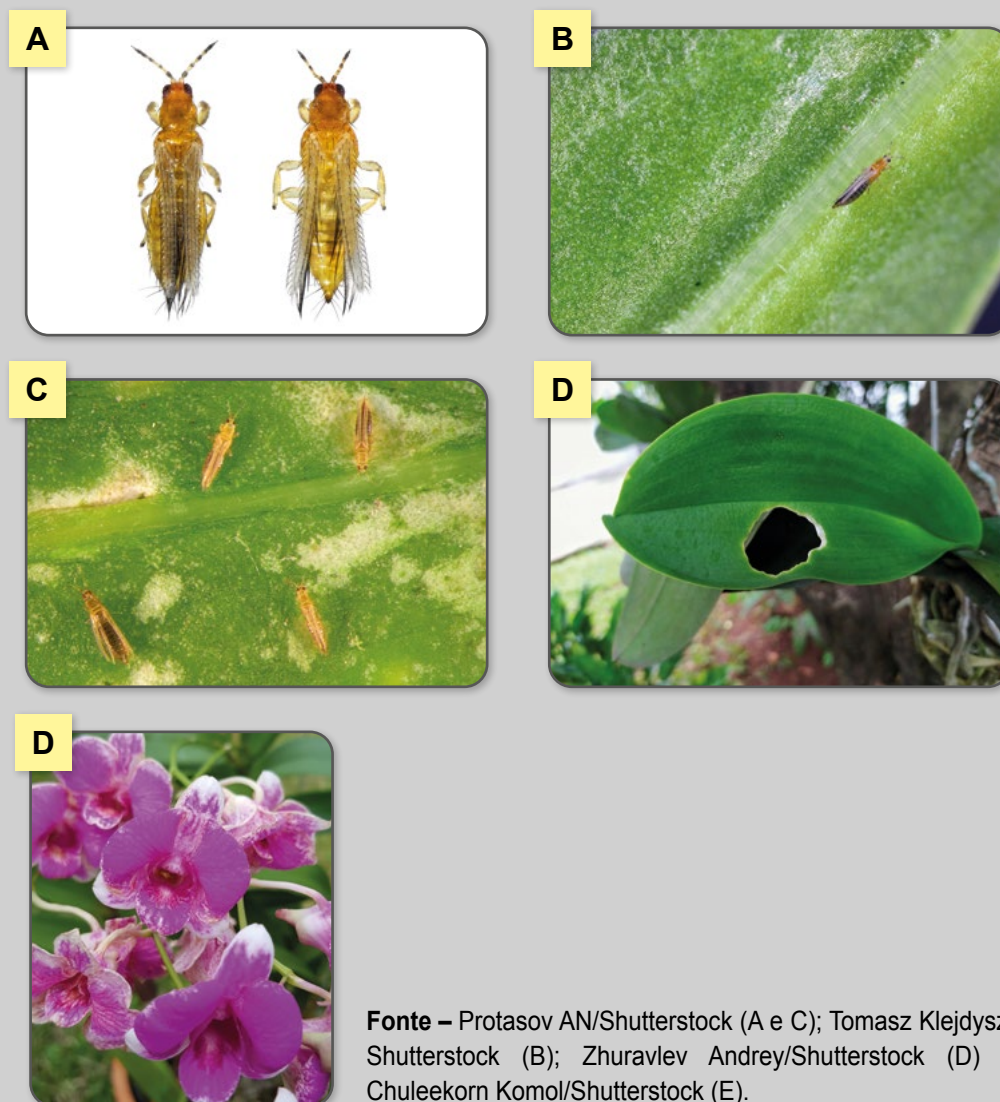 A
B
C
D
D
Fonte – Protasov AN/Shutterstock (A e C); Tomasz Klejdysz
Shutterstock (B); Zhuravlev Andrey/Shutterstock (D)
Chuleekorn Komol/Shutterstock (E).